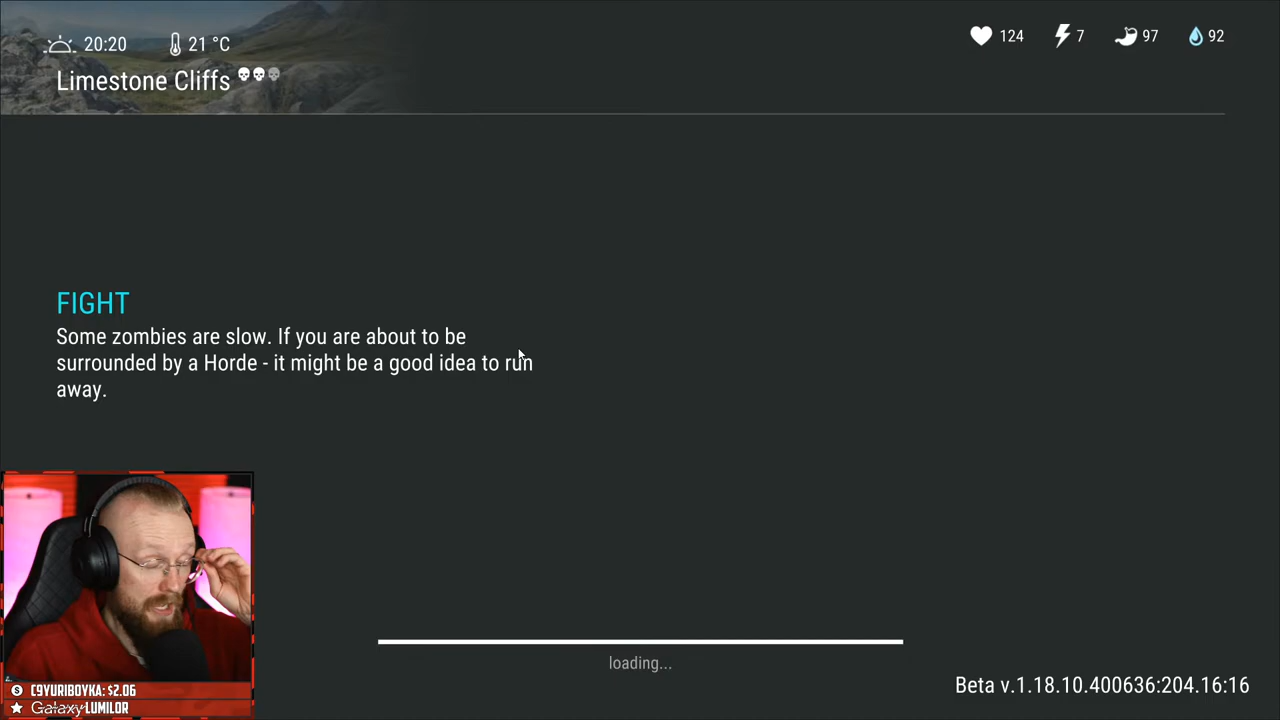 20:20 21 °C
Limestone Cliffs
124 7 97 92
FIGHT
Some zombies are slow. If you are about to be
surrounded by a Horde - it might be a good idea to run
away.
loading...
C9YURIBOYKA: $2.06
Galaxy LUMILOR
Beta v.1.18.10.400636:204.16:16